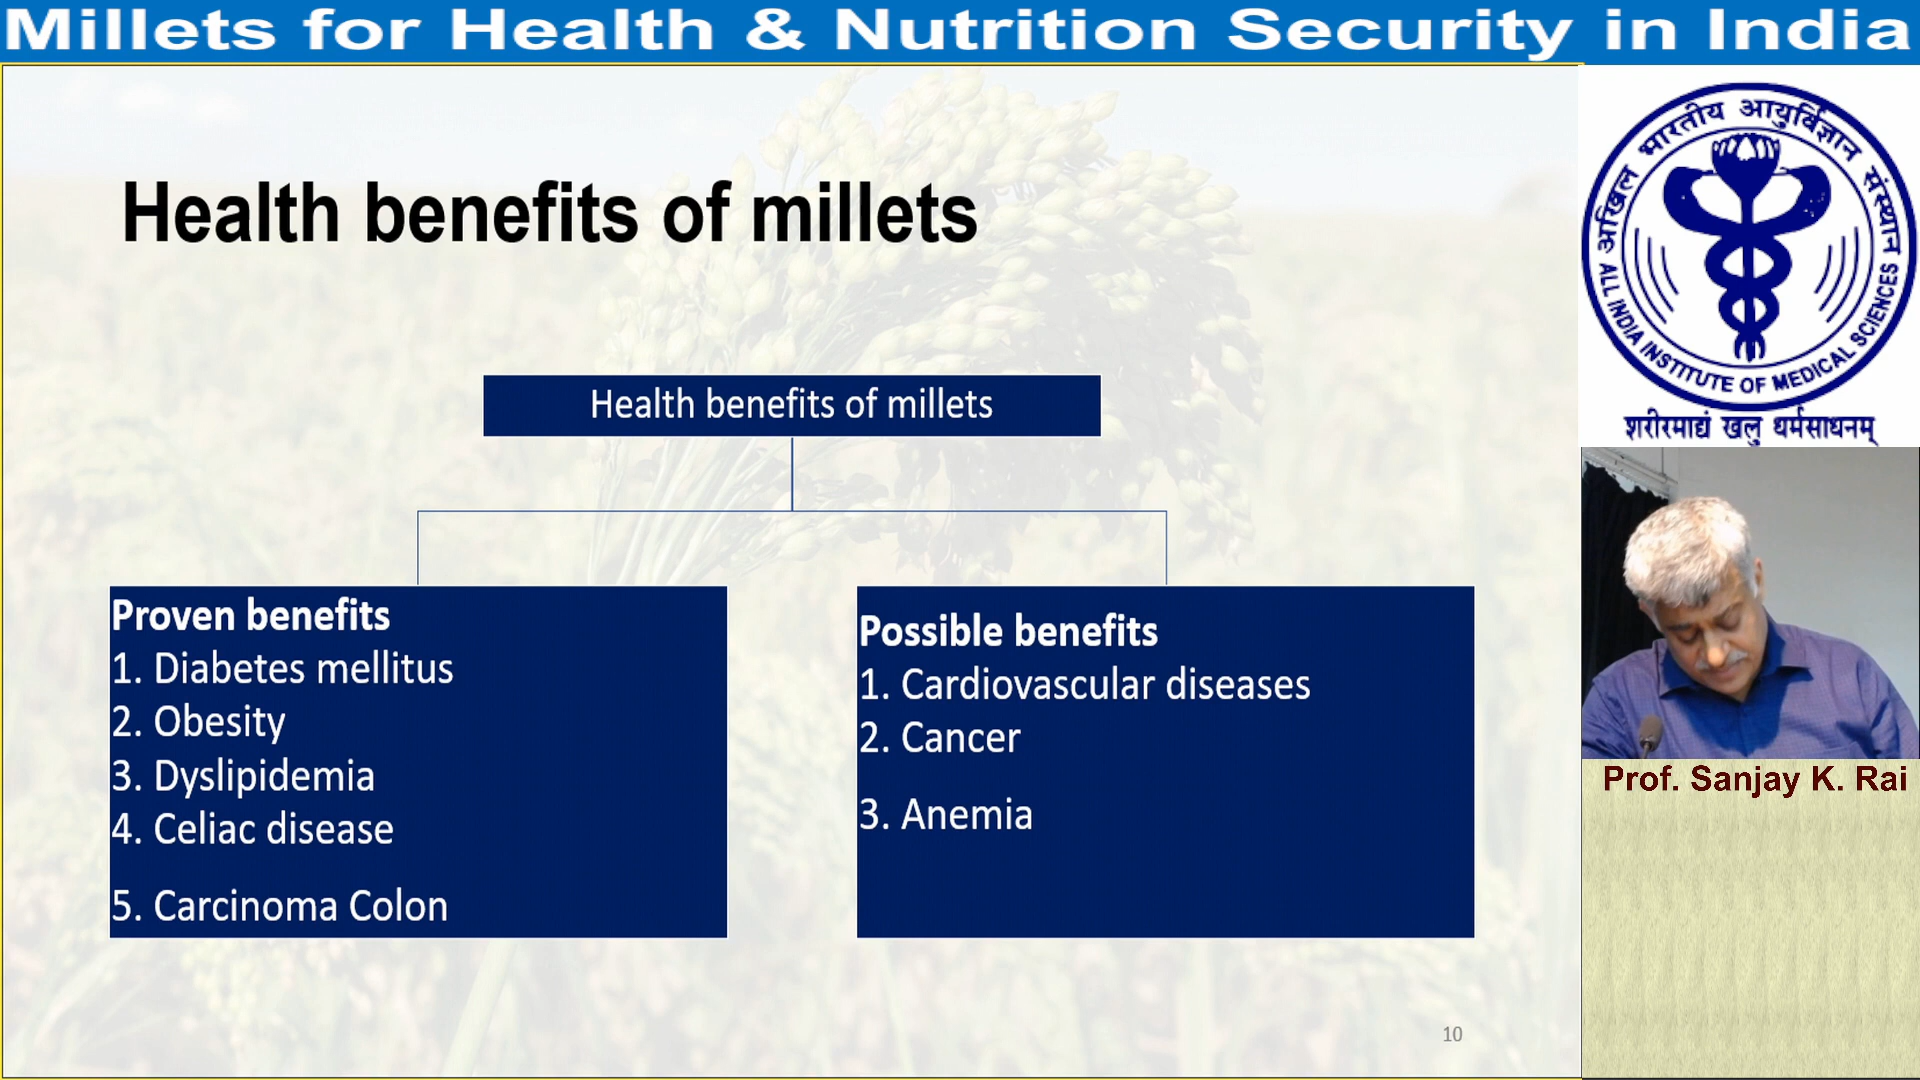 Millets for Health & Nutrition Security in India
Health benefits of millets
Health benefits of millets
Proven benefits
1. Diabetes mellitus
2. Obesity
3. Dyslipidemia
4. Celiac disease
5. Carcinoma Colon
Possible benefits
1. Cardiovascular diseases
2. Cancer
3. Anemia
10
अखिल भारतीय आयुर्विज्ञान संस्थान
ALL INDIA INSTITUTE OF MEDICAL SCIENCES
शरीरमाद्यं खलु धर्मसाधनम्
Prof. Sanjay K. Rai